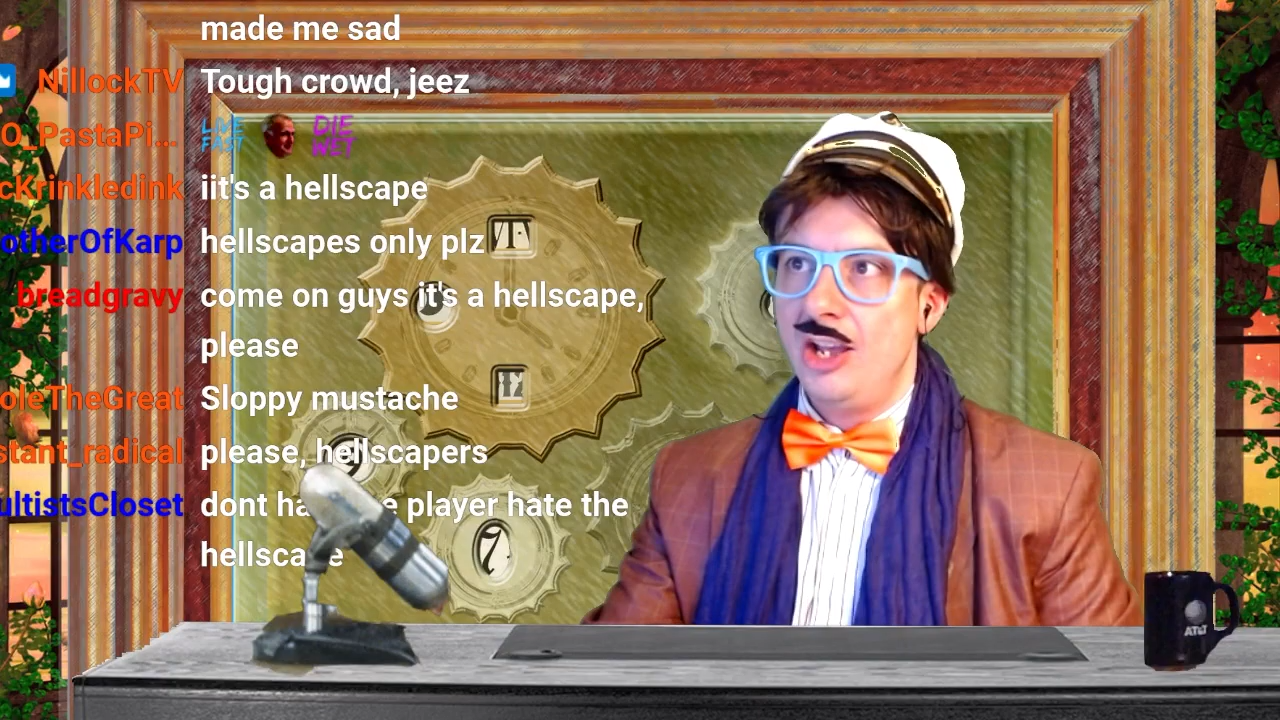 made me sad
NillockTV Tough crowd, jeez
O_PastaPi... LIVE FAST DIE WET
cKrinkledink iit's a hellscape
otherOfKarp hellscapes only plz
breadgravy come on guys it's a hellscape,
please
oleTheGreat Sloppy mustache
stant_radical please, hellscapers
ultistsCloset dont ha e player hate the
hellsca e
7
AT&T